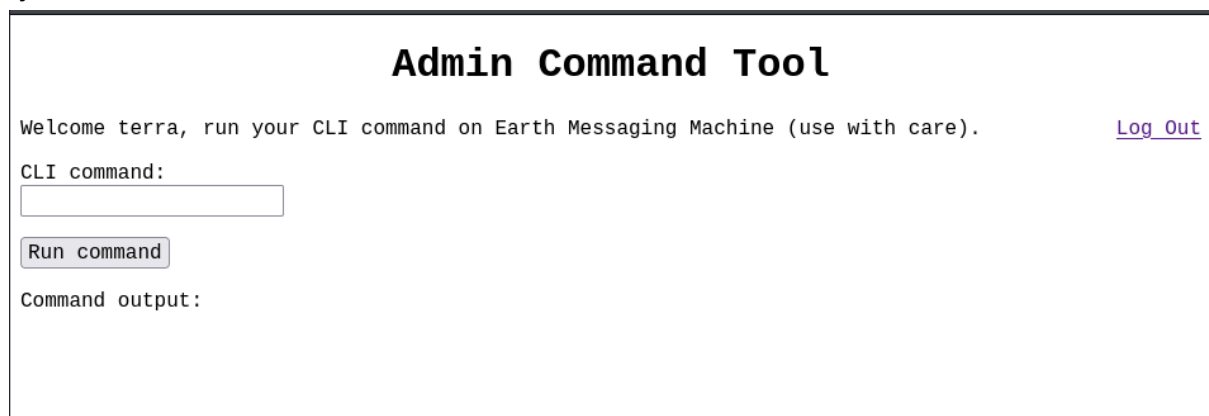 Admin Command Tool
Welcome terra, run your CLI command on Earth Messaging Machine (use with care). Log Out
CLI command:
Run command
Command output: